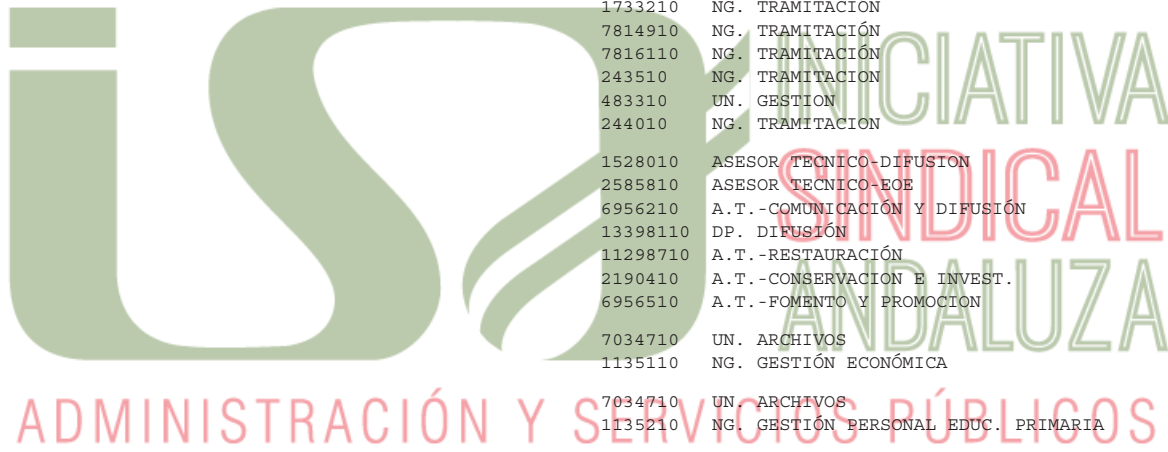 1733210 NG. TRAMITACION
7814910 NG. TRAMITACIÓN
7816110 NG. TRAMITACIÓN
243510 NG. TRAMITACION
483310 UN. GESTION
244010 NG. TRAMITACION
1528010 ASESOR TECNICO-DIFUSION
2585810 ASESOR TECNICO-EOE
6956210 A.T.-COMUNICACIÓN Y DIFUSIÓN
13398110 DP. DIFUSIÓN
11298710 A.T.-RESTAURACIÓN
2190410 A.T.-CONSERVACION E INVEST.
6956510 A.T.-FOMENTO Y PROMOCION
7034710 UN. ARCHIVOS
1135110 NG. GESTIÓN ECONÓMICA
7034710 UN. ARCHIVOS
1135210 NG. GESTIÓN PERSONAL EDUC. PRIMARIA
isa
INICIATIVA
SINDICAL
ANDALUZA
ADMINISTRACIÓN Y SERVICIOS PÚBLICOS